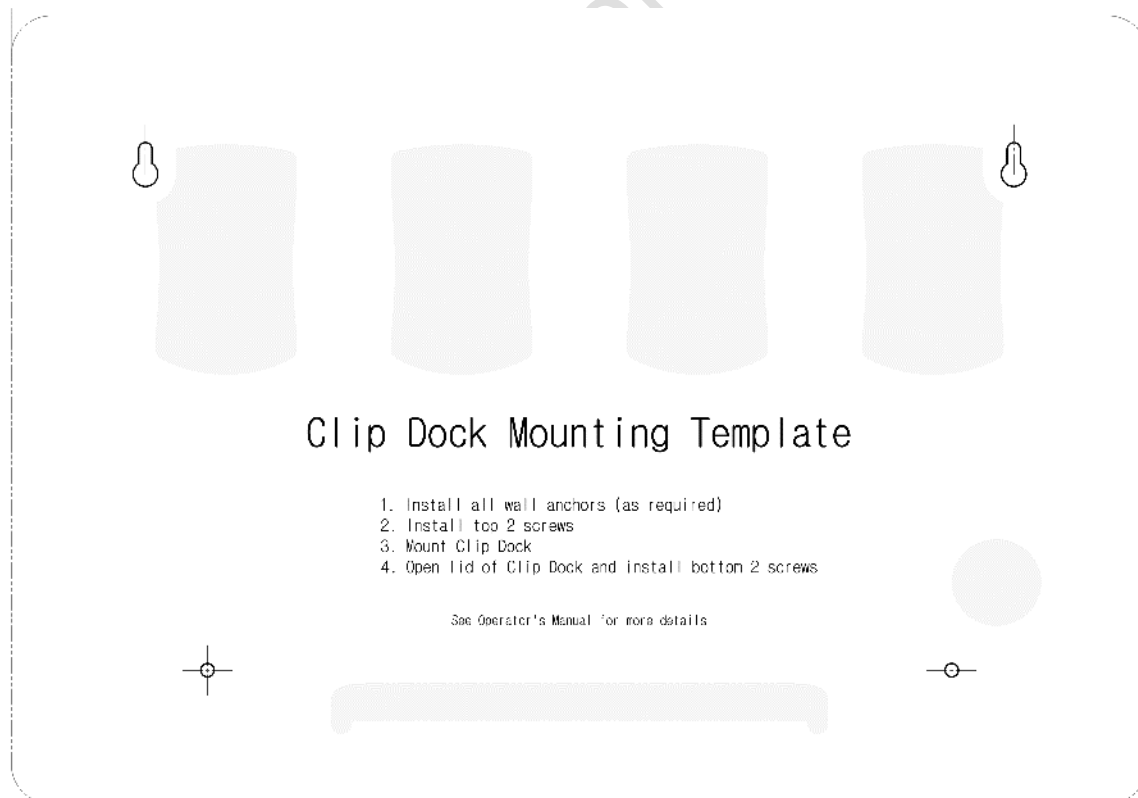 Clip Dock Mounting Template
1. Install all wall anchors (as required)
2. Install top 2 screws
3. Mount Clip Dock
4. Open lid of Clip Dock and install bottom 2 screws
See Operator's Manual for more details